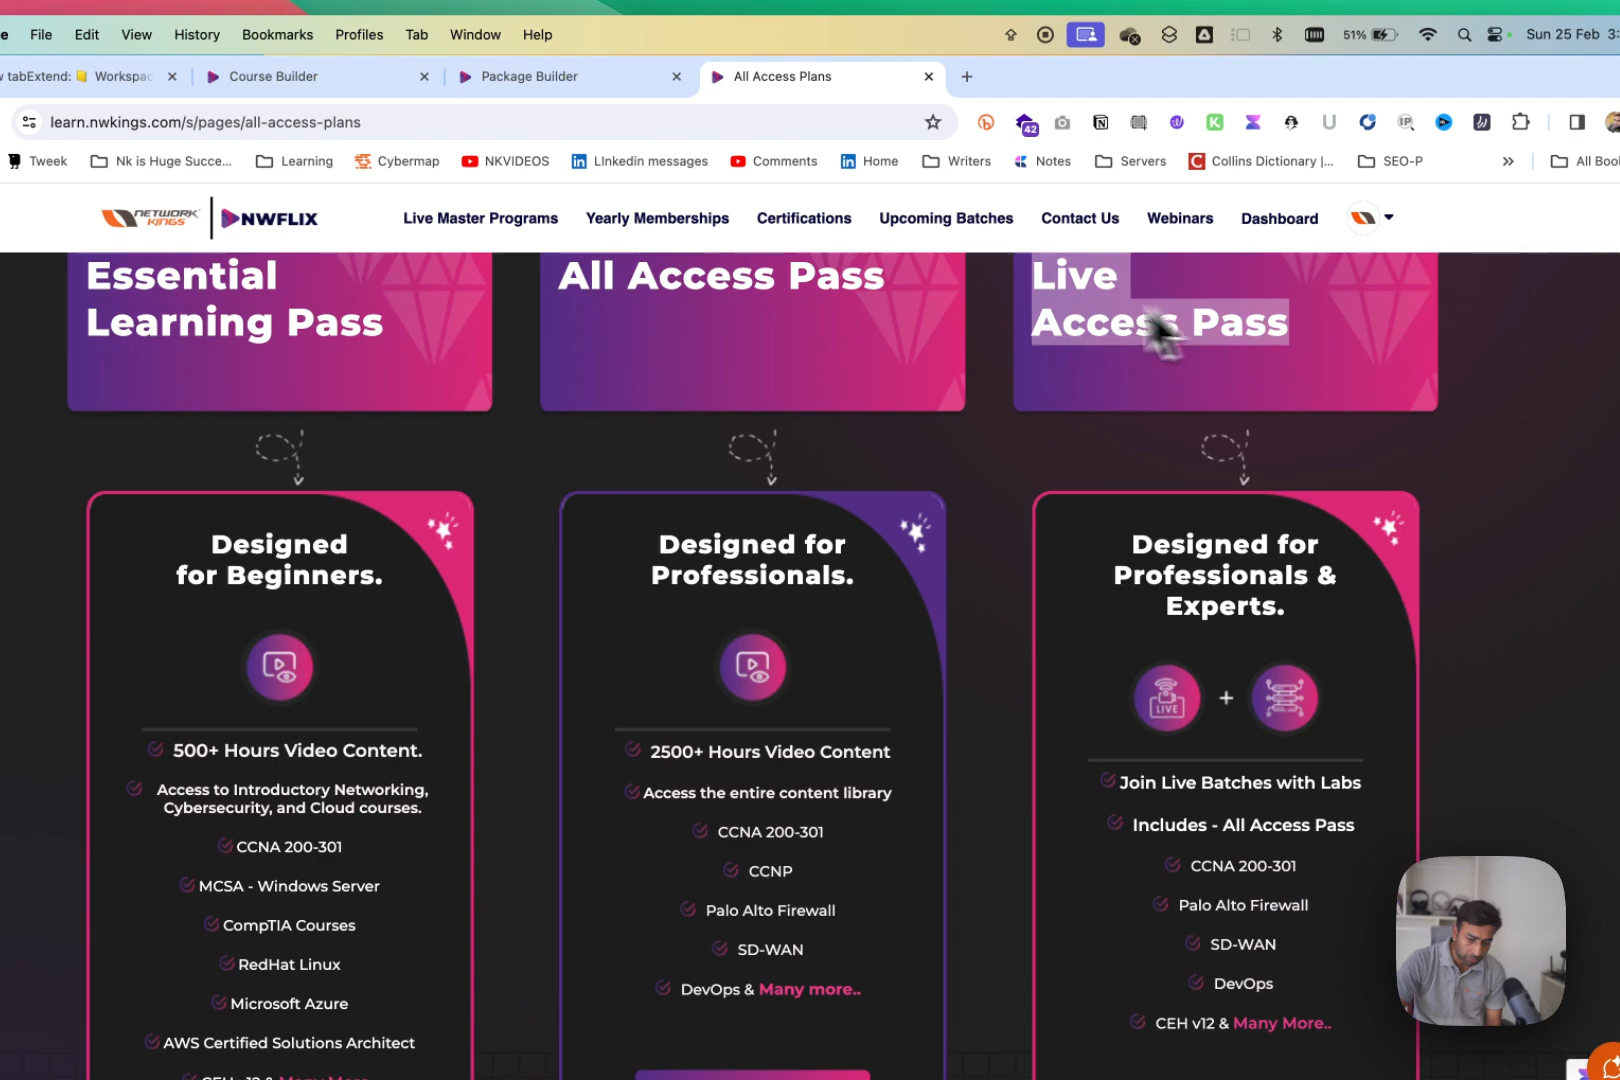 File Edit View History Bookmarks Profiles Tab Window Help
51%
Sun 25 Feb
tabExtend: Workspac
Course Builder
Package Builder
All Access Plans
learn.nwkings.com/s/pages/all-access-plans
42
Tweek
Nk is Huge Succe...
Learning
Cybermap
NKVIDEOS
LInkedin messages
Comments
Home
Writers
Notes
Servers
Collins Dictionary |...
SEO-P
All Boo
NETWORK KINGS
NWFLIX
Live Master Programs
Yearly Memberships
Certifications
Upcoming Batches
Contact Us
Webinars
Dashboard
Essential
Learning Pass
Designed
for Beginners.
500+ Hours Video Content.
Access to Introductory Networking,
Cybersecurity, and Cloud courses.
CCNA 200-301
MCSA - Windows Server
CompTIA Courses
RedHat Linux
Microsoft Azure
AWS Certified Solutions Architect
All Access Pass
Designed for
Professionals.
2500+ Hours Video Content
Access the entire content library
CCNA 200-301
CCNP
Palo Alto Firewall
SD-WAN
DevOps & Many more..
Live
Access Pass
Designed for
Professionals &
Experts.
LIVE
+
Join Live Batches with Labs
Includes - All Access Pass
CCNA 200-301
Palo Alto Firewall
SD-WAN
DevOps
CEH v12 & Many More..